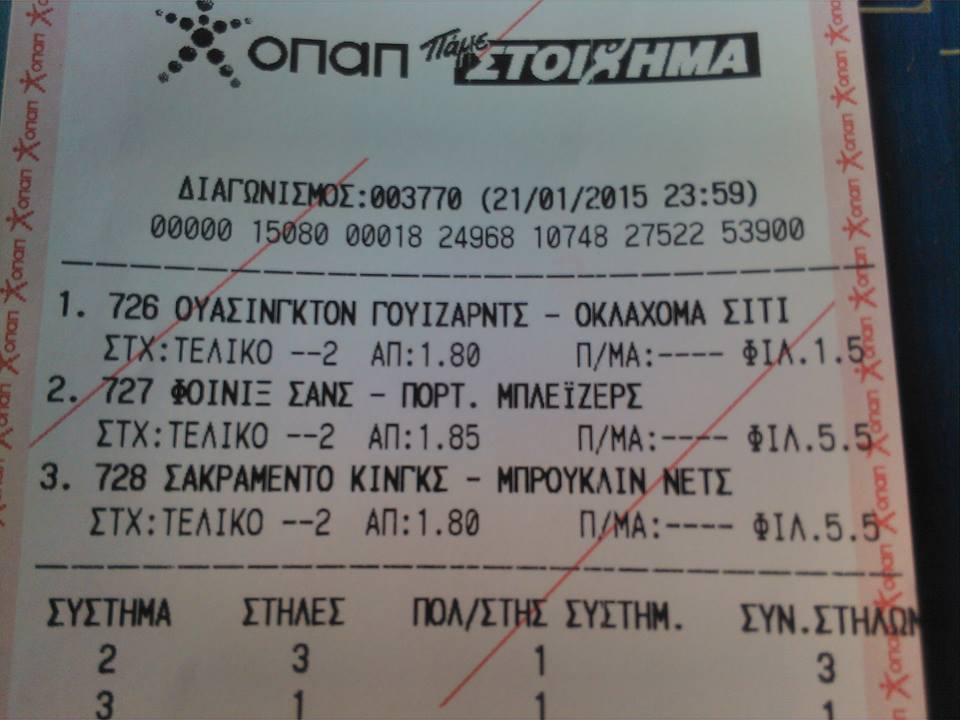 οπαπ Πάμε ΣΤΟΙΧΗΜΑ
ΔΙΑΓΩΝΙΣΜΟΣ:003770 (21/01/2015 23:59)
00000 15080 00018 24968 10748 27522 53900
1. 726 ΟΥΑΣΙΝΓΚΤΟΝ ΓΟΥΙΖΑΡΝΤΣ - ΟΚΛΑΧΟΜΑ ΣΙΤΙ
ΣΤΧ:ΤΕΛΙΚΟ --2 ΑΠ:1.80 Π/ΜΑ:---- ΦΙΛ.1.5
2. 727 ΦΟΙΝΙΞ ΣΑΝΣ - ΠΟΡΤ. ΜΠΛΕΪΖΕΡΣ
ΣΤΧ:ΤΕΛΙΚΟ --2 ΑΠ:1.85 Π/ΜΑ:---- ΦΙΛ.5.5
3. 728 ΣΑΚΡΑΜΕΝΤΟ ΚΙΝΓΚΣ - ΜΠΡΟΥΚΛΙΝ ΝΕΤΣ
ΣΤΧ:ΤΕΛΙΚΟ --2 ΑΠ:1.80 Π/ΜΑ:---- ΦΙΛ.5.5
ΣΥΣΤΗΜΑ ΣΤΗΛΕΣ ΠΟΛ/ΣΤΗΣ ΣΥΣΤΗΜ. ΣΥΝ.ΣΤΗΛΩΝ
2 3 1 3
3 1 1 1